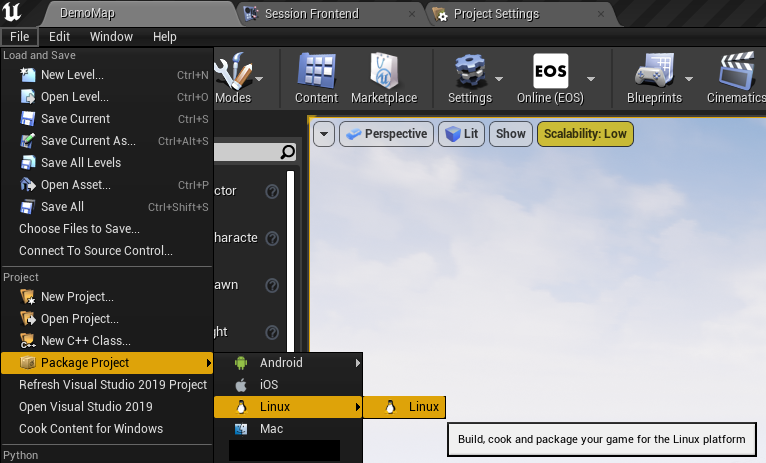 DemoMap
Session Frontend
Project Settings
File Edit Window Help
Load and Save
New Level... Ctrl+N
Open Level... Ctrl+O
Save Current Ctrl+S
Save Current As... Ctrl+Alt+S
Save All Levels
Open Asset... Ctrl+P
Save All Ctrl+Shift+S
Choose Files to Save...
Connect To Source Control...
Project
New Project...
Open Project...
New C++ Class...
Package Project
Refresh Visual Studio 2019 Project
Open Visual Studio 2019
Cook Content for Windows
Python
Modes
Content
Marketplace
Settings
EOS
Online (EOS)
Blueprints
Cinematics
Perspective
Lit
Show
Scalability: Low
ctor
haracte
awn
ght
Android
iOS
Linux
Mac
Linux
Build, cook and package your game for the Linux platform